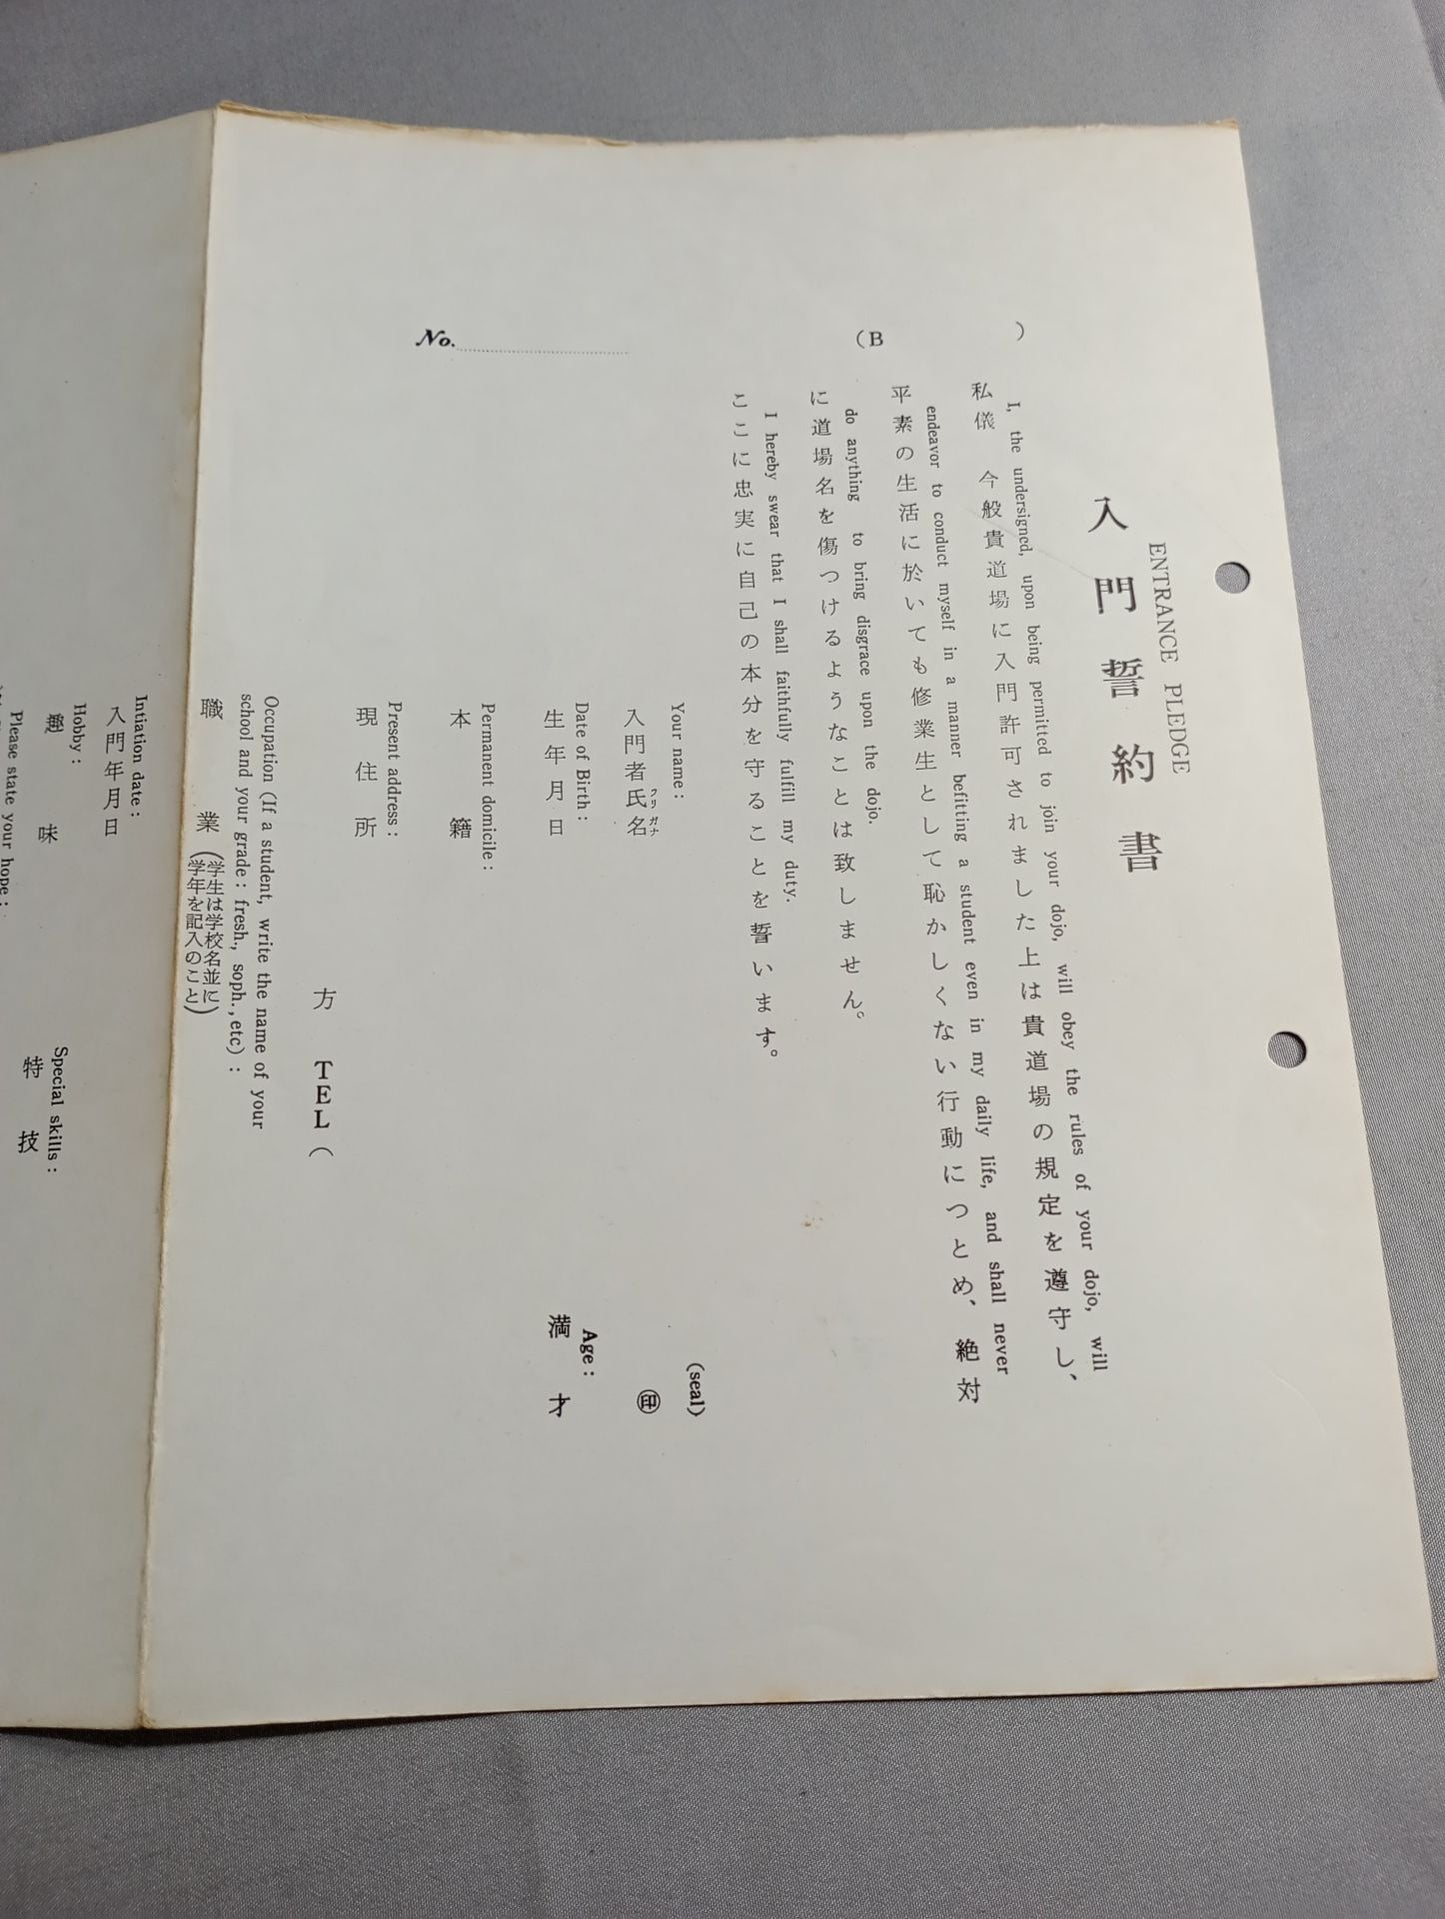 ENTRANCE PLEDGE
入門誓約書
I, the undersigned, upon being permitted to join your dojo, will obey the rules of your dojo, will
私儀 今般貴道場に入門許可されました上は貴道場の規定を遵守し、
endeavor to conduct myself in a manner befitting a student even in my daily life, and shall never
平素の生活に於いても修業生として恥かしくない行動につとめ、絶対
do anything to bring disgrace upon the dojo.
に道場名を傷つけるようなことは致しません。
I hereby swear that I shall faithfully fulfill my duty.
ここに忠実に自己の本分を守ることを誓います。
(B )
No.
Your name: (seal)
入門者氏名 ㊞
フリガナ
Date of Birth: Age:
生年月日 満 才
Permanent domicile:
本籍
Present address:
現住所
方 TEL (
Occupation (If a student, write the name of your
school and your grade: fresh., soph., etc):
職業 (学生は学校名並に
学年を記入のこと)
Intiation date:
入門年月日
Hobby: Special skills:
趣味 特技
Please state your hope: